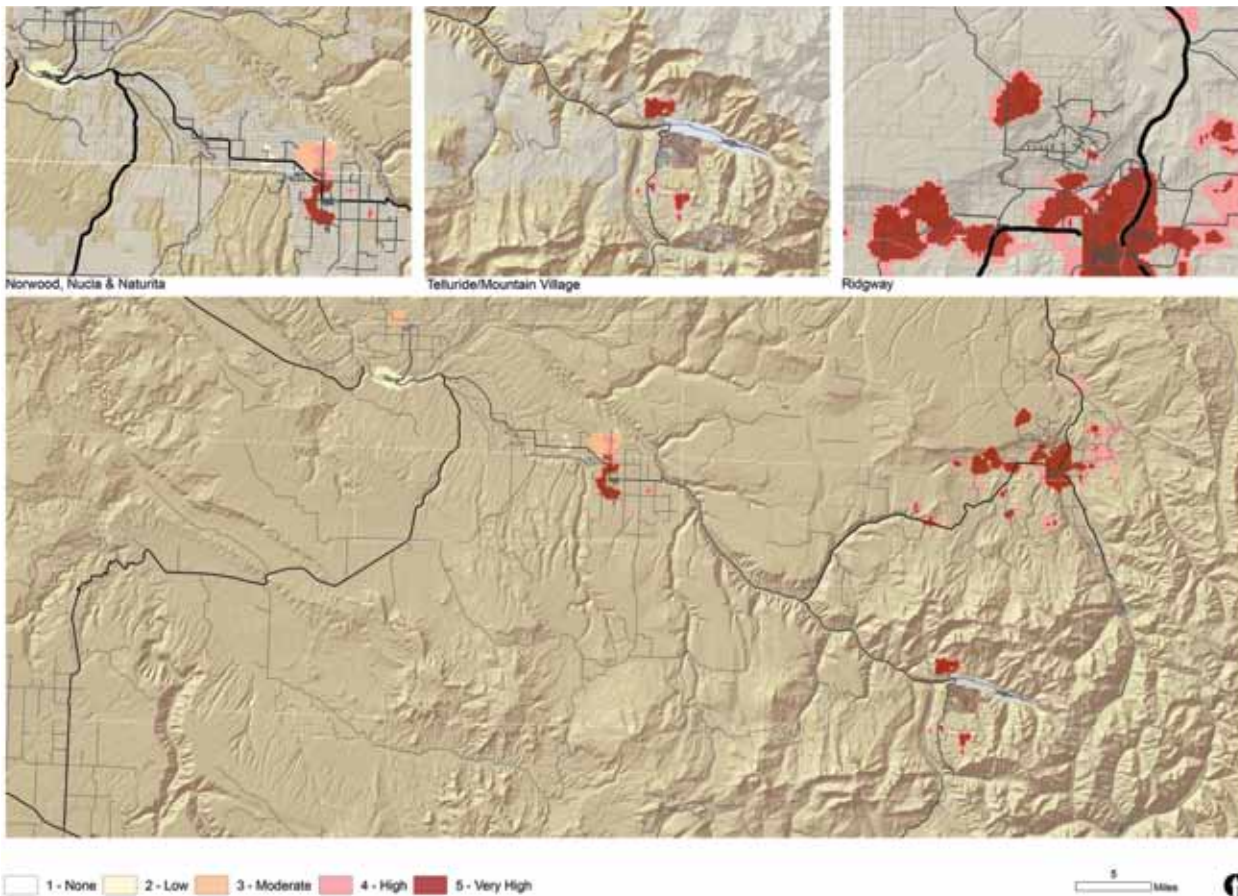 Norwood, Nucla & Naturita
Telluride/Mountain Village
Ridgway
1 - None
2 - Low
3 - Moderate
4 - High
5 - Very High
5
Miles